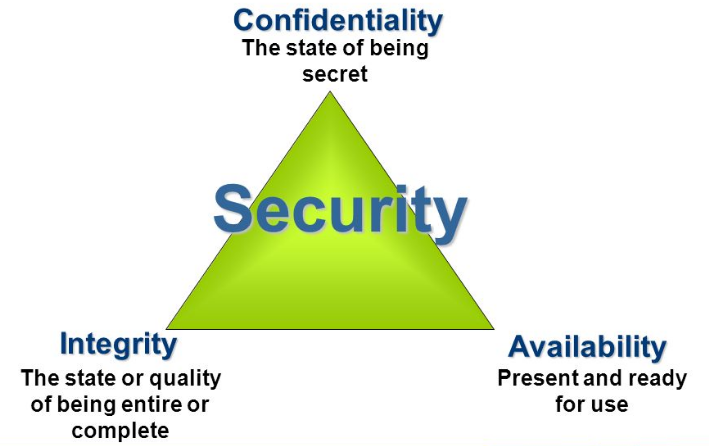 Confidentiality
The state of being
secret
Security
Integrity
The state or quality
of being entire or
complete
Availability
Present and ready
for use